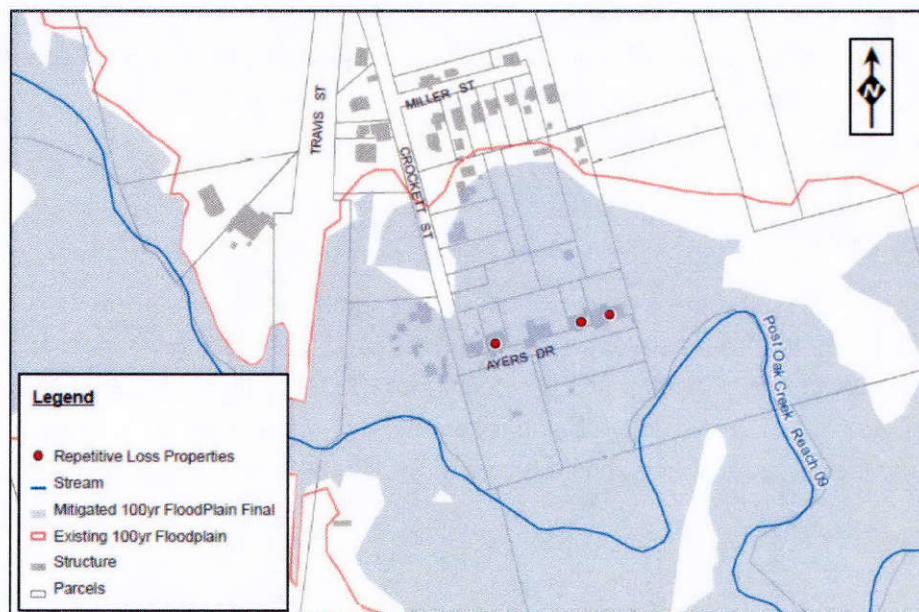 N
MILLER ST
TRAVIS ST
CROCKETT ST
AYERS DR
Post Oak Creek Reach 09
Legend
Repetitive Loss Properties
Stream
Mitigated 100yr FloodPlain Final
Existing 100yr Floodplain
Structure
Parcels